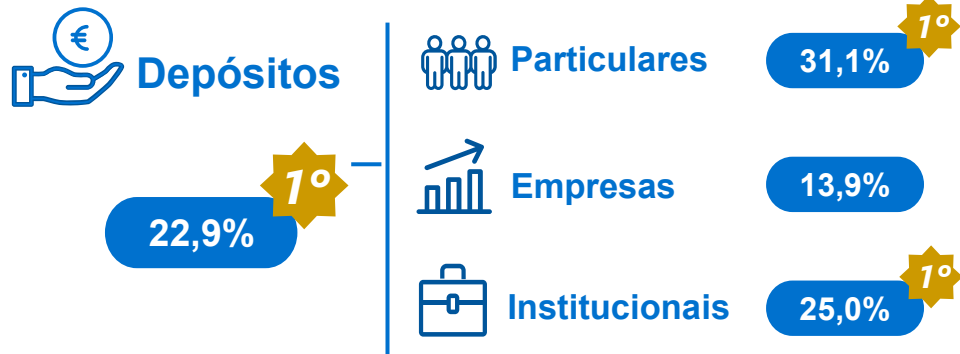 €
Depósitos
1º
22,9%
Particulares
31,1%
1º
Empresas
13,9%
Institucionais
25,0%
1º